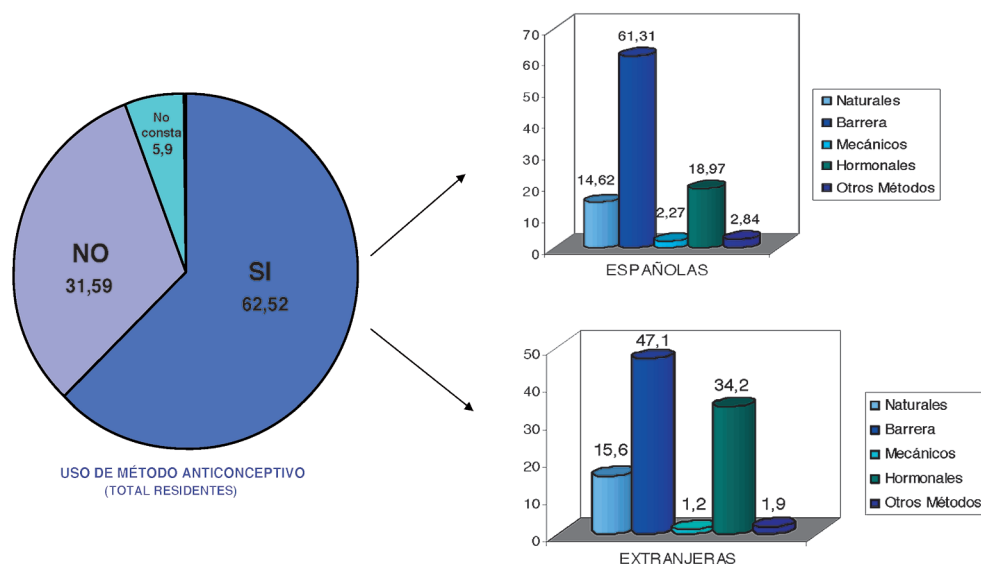 No
consta
5,9
NO
31,59
SI
62,52
USO DE MÉTODO ANTICONCEPTIVO
(TOTAL RESIDENTES)
70
60
50
40
30
20
10
0
14,62
61,31
2,27
18,97
2,84
ESPAÑOLAS
Naturales
Barrera
Mecánicos
Hormonales
Otros Métodos
50
40
30
20
10
0
15,6
47,1
1,2
34,2
1,9
EXTRANJERAS
Naturales
Barrera
Mecánicos
Hormonales
Otros Métodos